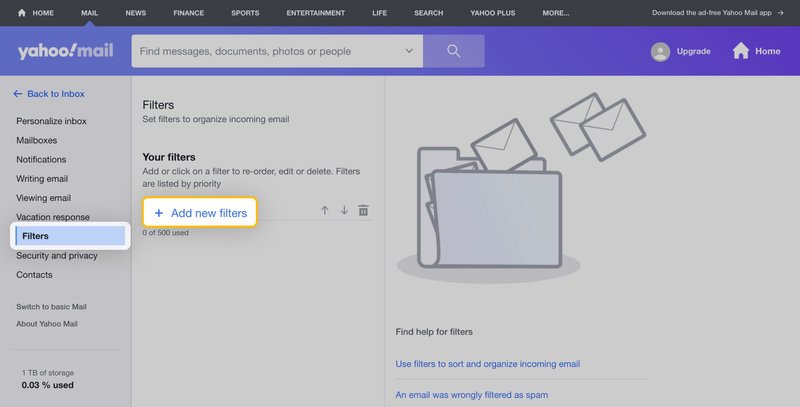 HOME MAIL NEWS FINANCE SPORTS ENTERTAINMENT LIFE SEARCH YAHOO PLUS MORE... Download the ad-free Yahoo Mail app →
yahoo!mail
Find messages, documents, photos or people
Upgrade
Home
← Back to Inbox
Personalize inbox
Mailboxes
Notifications
Writing email
Viewing email
Vacation response
Filters
Security and privacy
Contacts
Switch to basic Mail
About Yahoo Mail
1 TB of storage
0.03 % used
Filters
Set filters to organize incoming email
Your filters
Add or click on a filter to re-order, edit or delete. Filters
are listed by priority
+ Add new filters
0 of 500 used
Find help for filters
Use filters to sort and organize incoming email
An email was wrongly filtered as spam